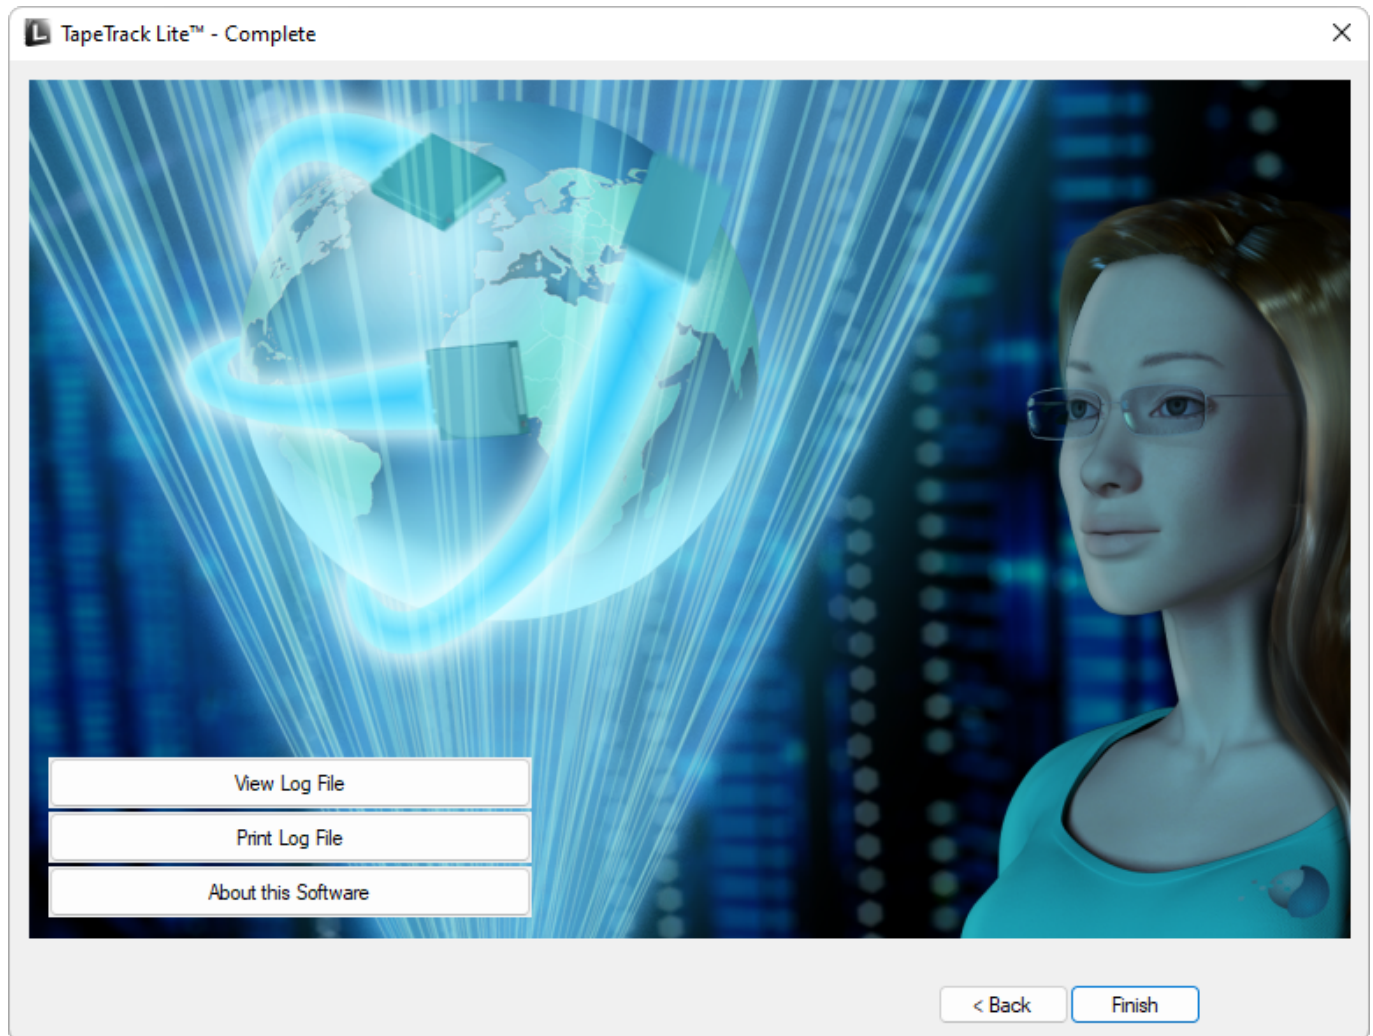 TapeTrack Lite™ - Complete
View Log File
Print Log File
About this Software
< Back
Finish